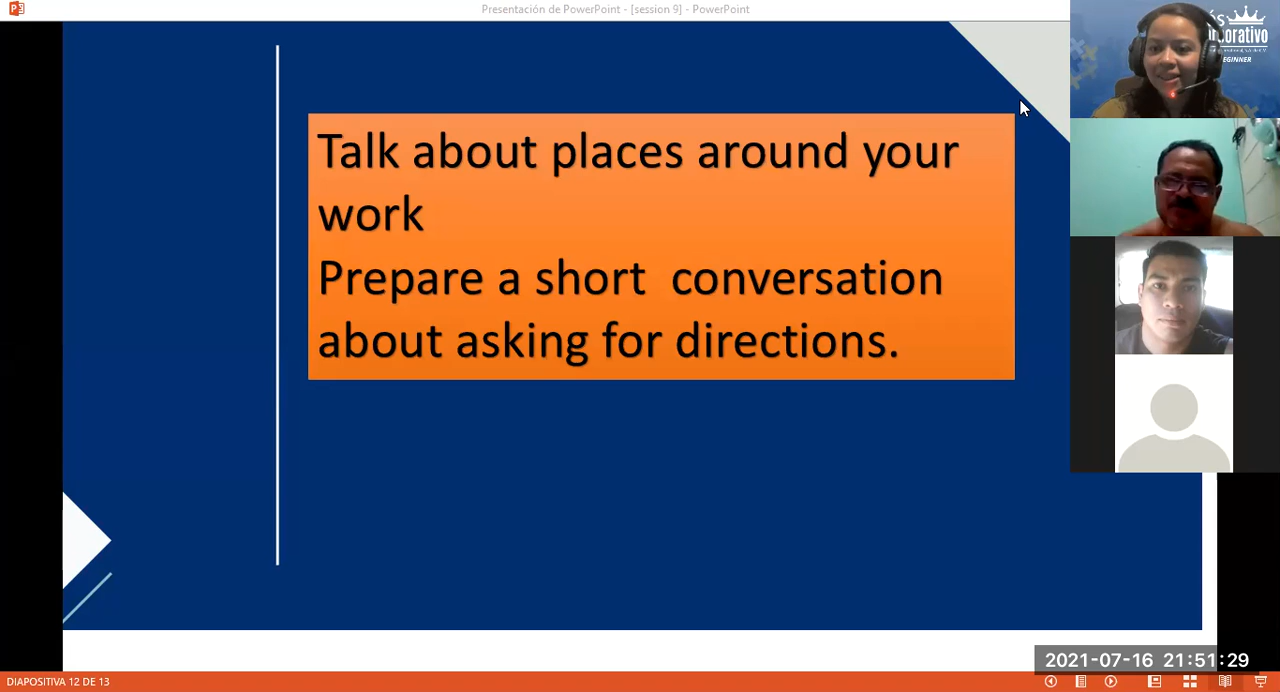 Presentación de PowerPoint - [session 9] - PowerPoint
Talk about places around your
work
Prepare a short conversation
about asking for directions.
2021-07-16 21:51:29
DIAPOSITIVA 12 DE 13